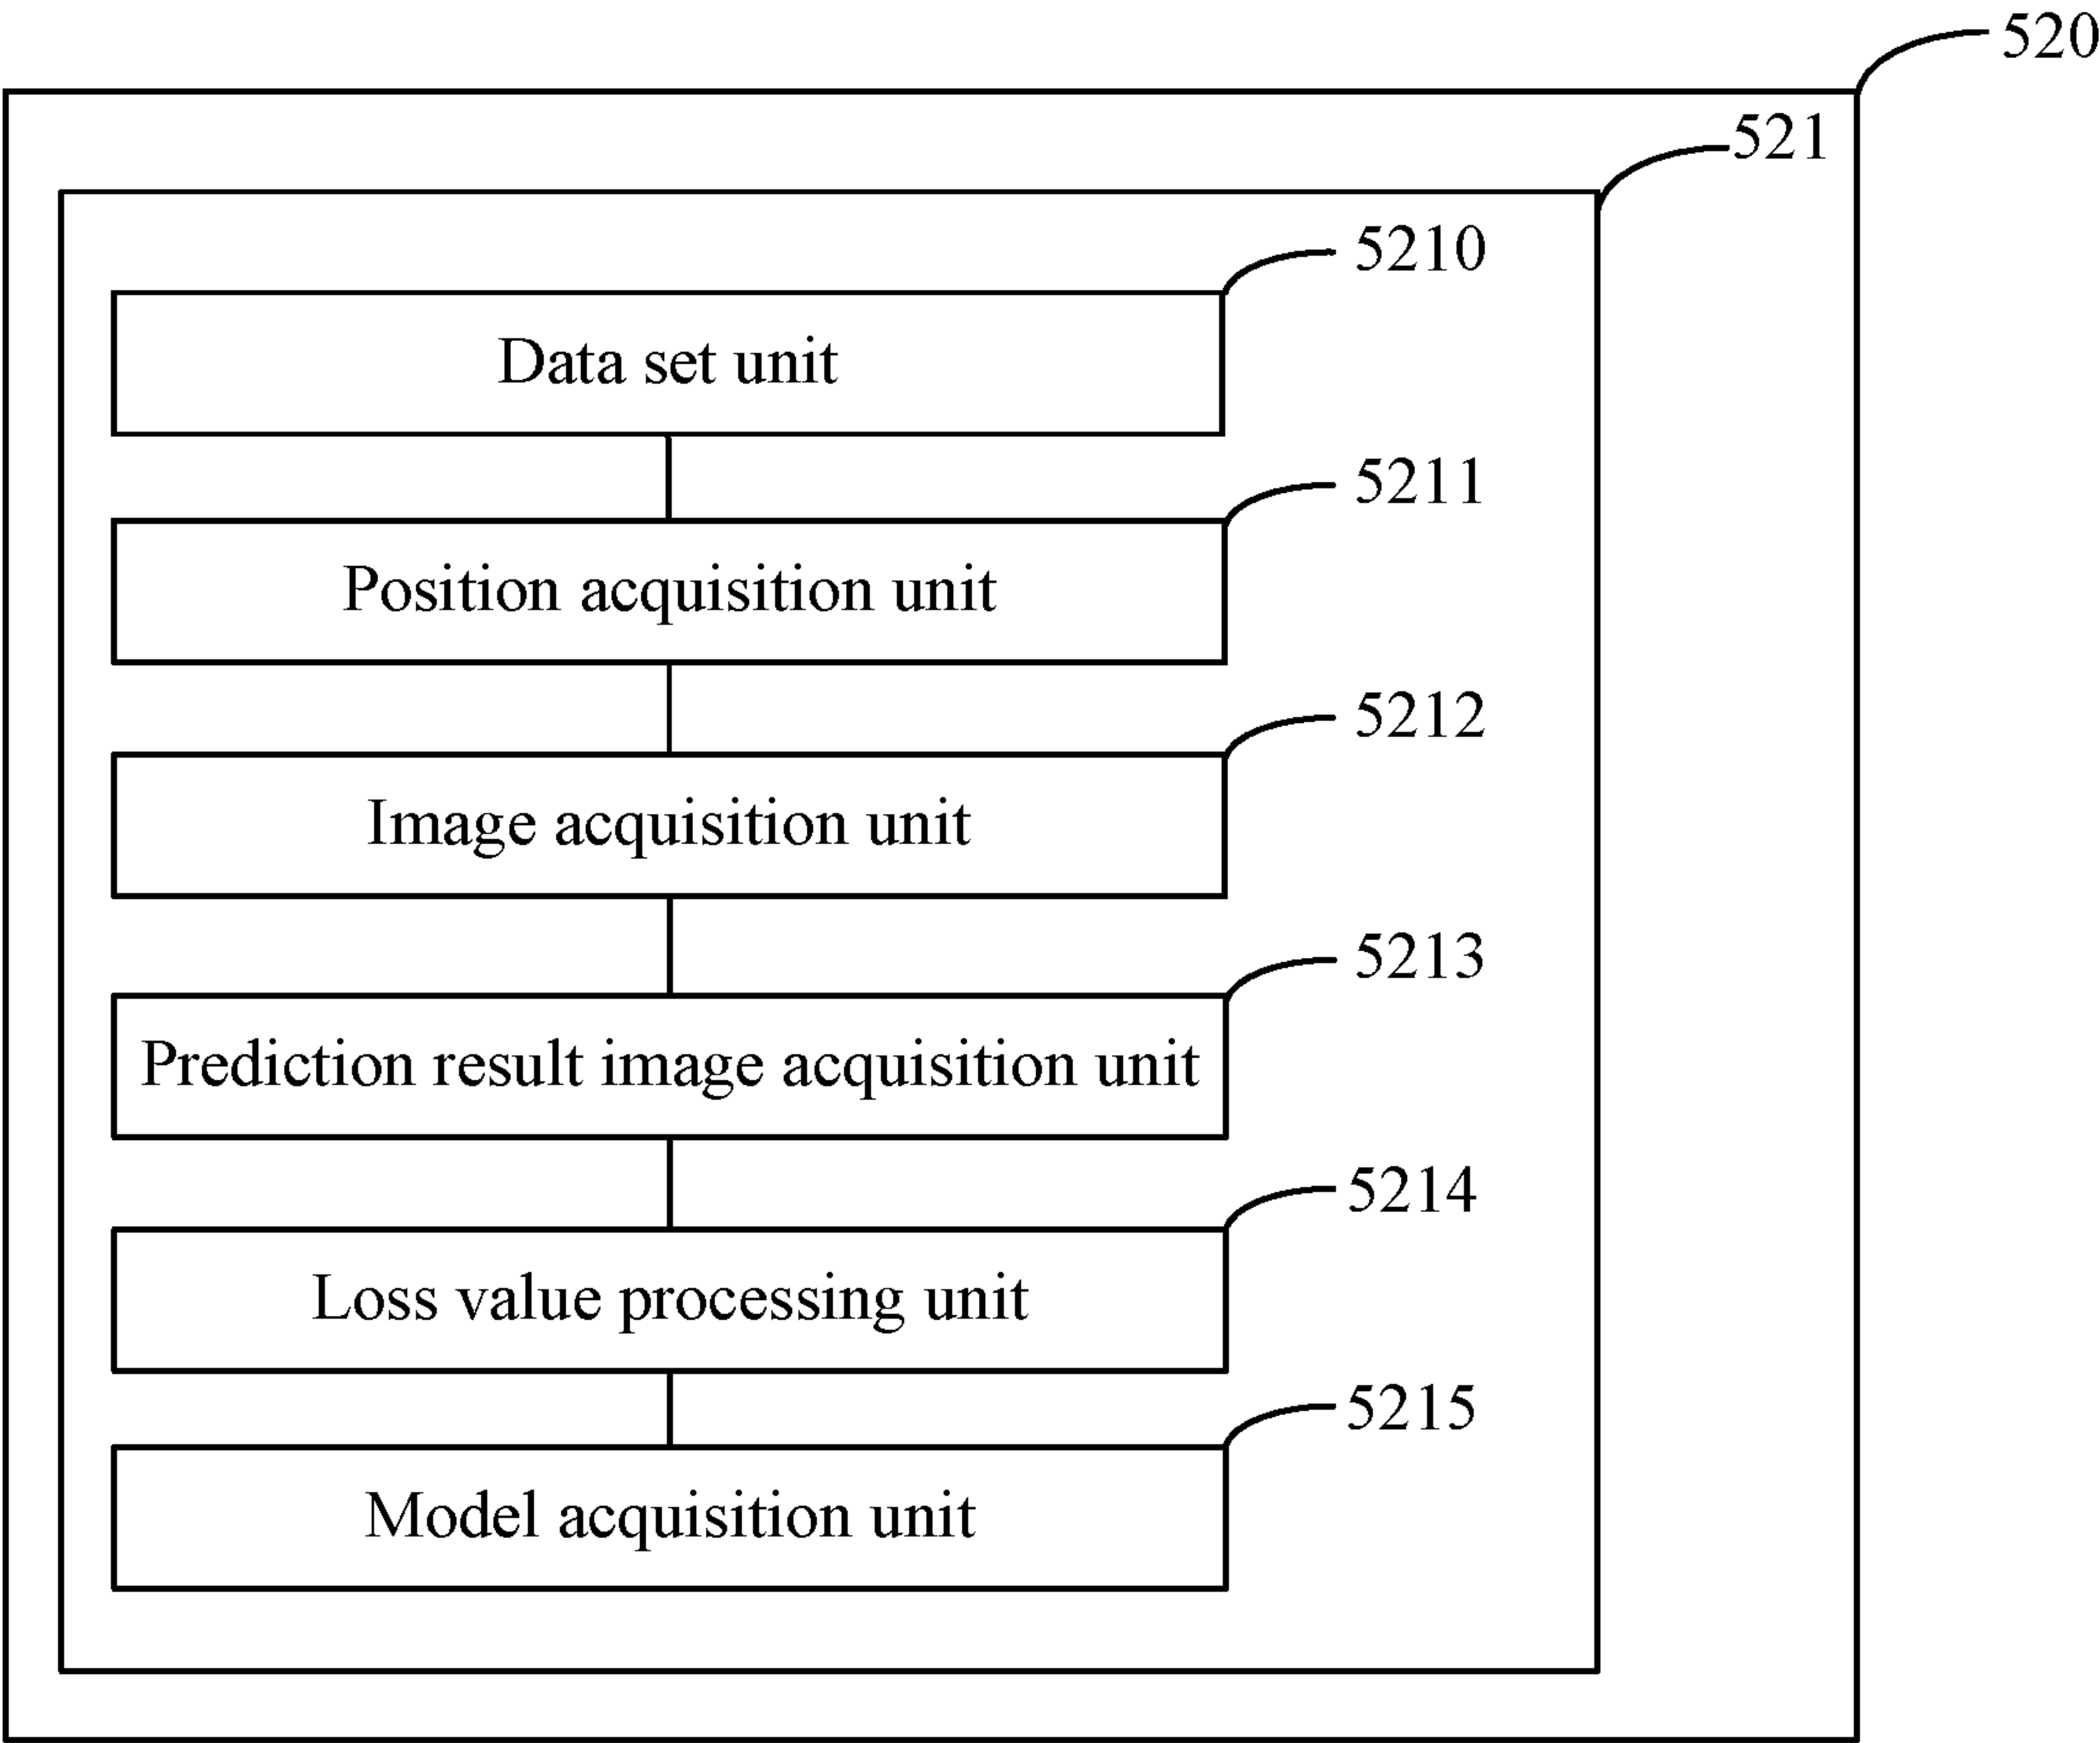 520
521
5210
Data set unit
5211
Position acquisition unit
5212
Image acquisition unit
5213
Prediction result image acquisition unit
5214
Loss value processing unit
5215
Model acquisition unit